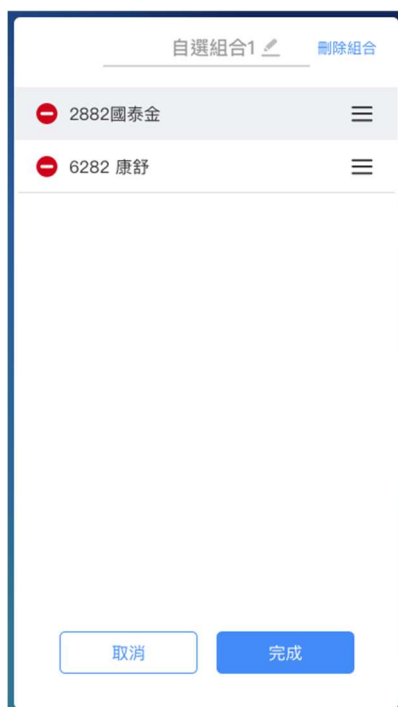 自選組合1
刪除組合
2882國泰金
6282 康舒
取消
完成